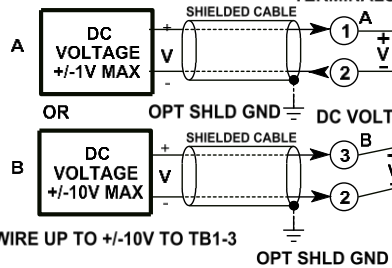 SHIELDED CABLE
A
DC
VOLTAGE
+/-1V MAX
+
V
-
1
A
+
V
-
2
OR
OPT SHLD GND
DC VOLT
SHIELDED CABLE
B
DC
VOLTAGE
+/-10V MAX
+
V
-
3
B
2
WIRE UP TO +/-10V TO TB1-3
OPT SHLD GND